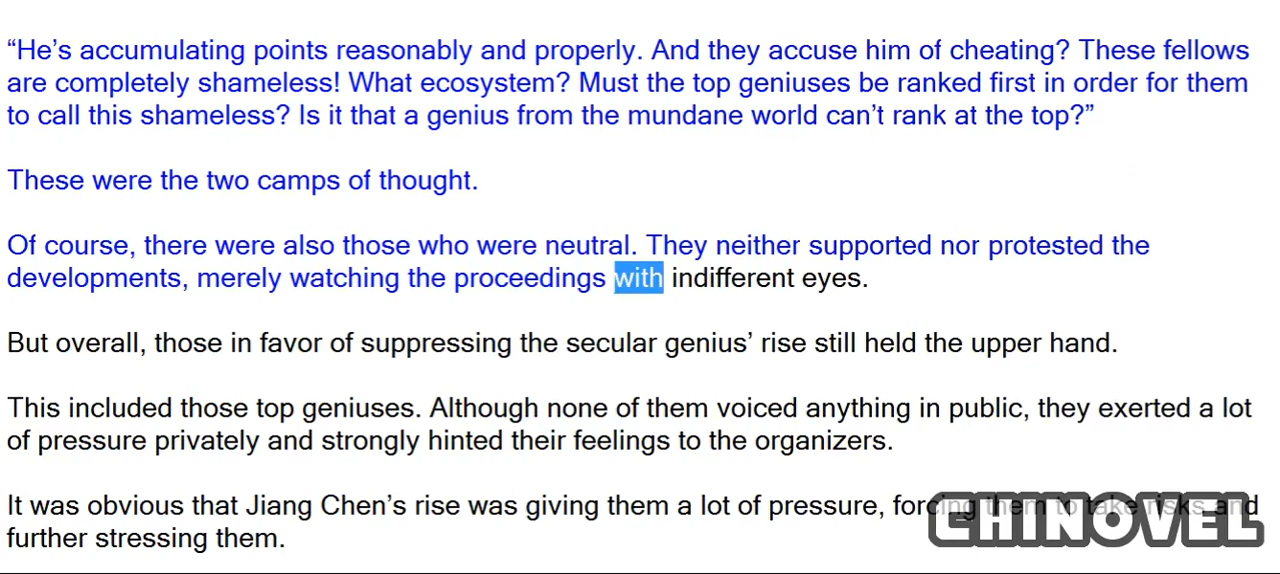 “He’s accumulating points reasonably and properly. And they accuse him of cheating? These fellows
are completely shameless! What ecosystem? Must the top geniuses be ranked first in order for them
to call this shameless? Is it that a genius from the mundane world can’t rank at the top?”
These were the two camps of thought.
Of course, there were also those who were neutral. They neither supported nor protested the
developments, merely watching the proceedings with indifferent eyes.
But overall, those in favor of suppressing the secular genius’ rise still held the upper hand.
This included those top geniuses. Although none of them voiced anything in public, they exerted a lot
of pressure privately and strongly hinted their feelings to the organizers.
It was obvious that Jiang Chen’s rise was giving them a lot of pressure, forcing them to take risks and
further stressing them.
CHINOVEL